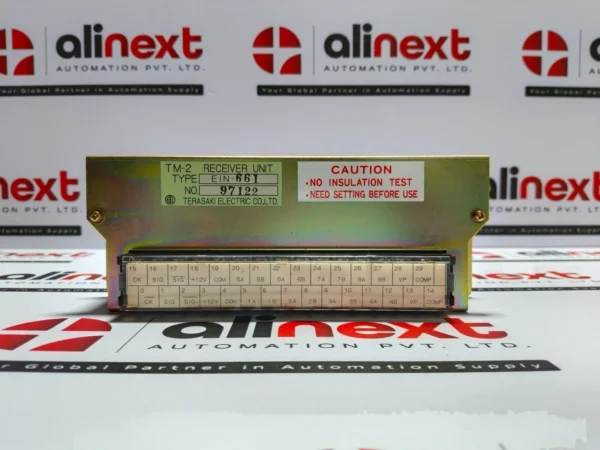 alinext
AUTOMATION PVT. LTD.
Your Global Partner in Automation Supply
alinext
AUTOMATION PVT. LTD.
Your Global Partner in Automation Supply
TM-2 RECEIVER UNIT
TYPE EIN-661
NO. 97122
TERASAKI ELECTRIC CO.,LTD.
CAUTION
• NO INSULATION TEST
• NEED SETTING BEFORE USE
alinext
AUTOMATION PVT. LTD.
15 16 17 18 19 20 21 22 23 24 25 26 27 28 29
CK SIG SIG +12V COM 5A 5B 6A 6B 7A 7B 8A 8B VP COMP
0 1 2 3 4 5 6 7 8 9 10 11 12 13 14
CK SIG SIG +12V COM 1A 1B 2A 2B 3A 3B 4A 4B VP COMP
alinext
AUTOMATION PVT. LTD.
Your Global Partner in Automation Supply